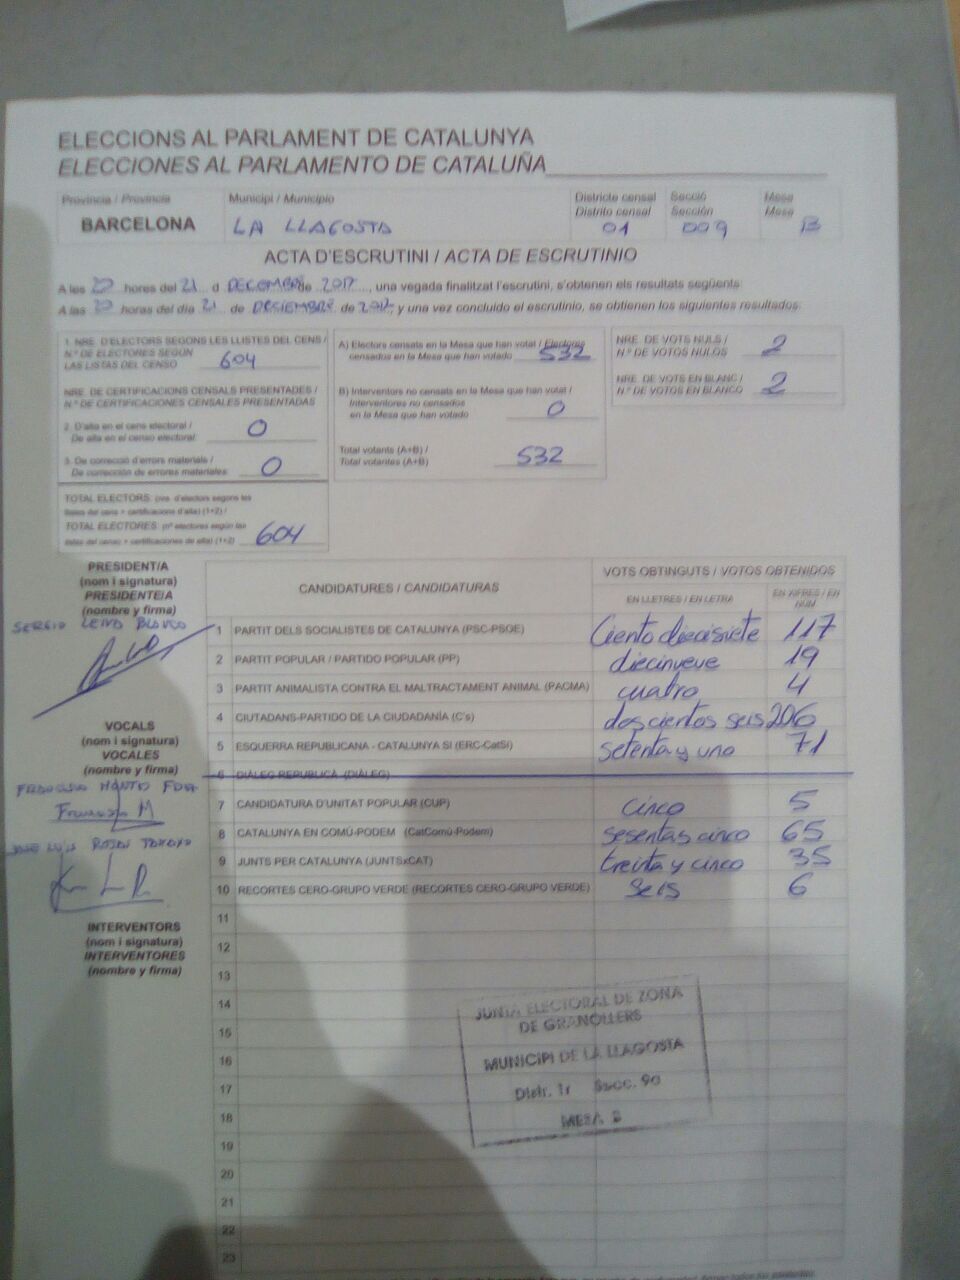 ELECCIONS AL PARLAMENT DE CATALUNYA
ELECCIONES AL PARLAMENTO DE CATALUÑA
Provincia / Provincia
BARCELONA
Municipi / Municipio
LA LLAGOSTA
Districte censal
Distrito censal
01
Secció
Sección
009
Mesa
Mesa
B
ACTA D'ESCRUTINI / ACTA DE ESCRUTINIO
A les 20 hores del 21 d DECEMBRE de 2017, una vegada finalitzat l'escrutini, s'obtenen els resultats següents:
A las 20 horas del día 21 de DECIEMBRE de 2017, y una vez concluido el escrutinio, se obtienen los siguientes resultados:
1. NRE. D'ELECTORS SEGONS LES LLISTES DEL CENS /
N.º DE ELECTORES SEGÚN
LAS LISTAS DEL CENSO 604
NRE. DE CERTIFICACIONS CENSALS PRESENTADES /
N.º DE CERTIFICACIONES CENSALES PRESENTADAS
2. D'alta en el cens electoral /
De alta en el censo electoral 0
3. De correcció d'errors materials /
De corrección de errores materiales 0
TOTAL ELECTORS (nre. d'electors segons les
llistes del cens + certificacions d'alta) (1+2) /
TOTAL ELECTORES (nº electores según las
listas del censo + certificaciones de alta) (1+2) 604
A) Electors censats en la Mesa que han votat / Electores
censados en la Mesa que han votado 532
B) Interventors no censats en la Mesa que han votat /
Interventores no censados
en la Mesa que han votado 0
Total votants (A+B) /
Total votantes (A+B) 532
NRE. DE VOTS NULS /
N.º DE VOTOS NULOS 2
NRE. DE VOTS EN BLANC /
N.º DE VOTOS EN BLANCO 2
PRESIDENT/A
(nom i signatura)
PRESIDENTE/A
(nombre y firma)
SERGIO BLANCO
VOCALS
(nom i signatura)
VOCALES
(nombre y firma)
JOSE LUIS ROJAS
INTERVENTORS
(nom i signatura)
INTERVENTORES
(nombre y firma)
CANDIDATURES / CANDIDATURAS
VOTS OBTINGUTS / VOTOS OBTENIDOS
EN LLETRES / EN LETRA
EN XIFRES / EN
NUM
1 PARTIT DELS SOCIALISTES DE CATALUNYA (PSC-PSOE) Ciento diecisiete 117
2 PARTIT POPULAR / PARTIDO POPULAR (PP) diecinueve 19
3 PARTIT ANIMALISTA CONTRA EL MALTRACTAMENT ANIMAL (PACMA) cuatro 4
4 CIUTADANS-PARTIDO DE LA CIUDADANÍA (C's) dos cientos seis 206
5 ESQUERRA REPUBLICANA - CATALUNYA SÍ (ERC-CatSí) setenta y uno 71
6 DIÀLEG REPUBLICÀ (DIÀLEG)
7 CANDIDATURA D'UNITAT POPULAR (CUP) cinco 5
8 CATALUNYA EN COMÚ-PODEM (CatComú-Podem) sesentas cinco 65
9 JUNTS PER CATALUNYA (JUNTSxCAT) treinta y cinco 35
10 RECORTES CERO-GRUPO VERDE (RECORTES CERO-GRUPO VERDE) Seis 6
11
12
13
14
15
16
17
18
19
20
21
22
23
JUNTA ELECTORAL DE ZONA
DE GRANOLLERS
MUNICIPI DE LA LLAGOSTA
Distr. 1r Secc. 9a
MESA B